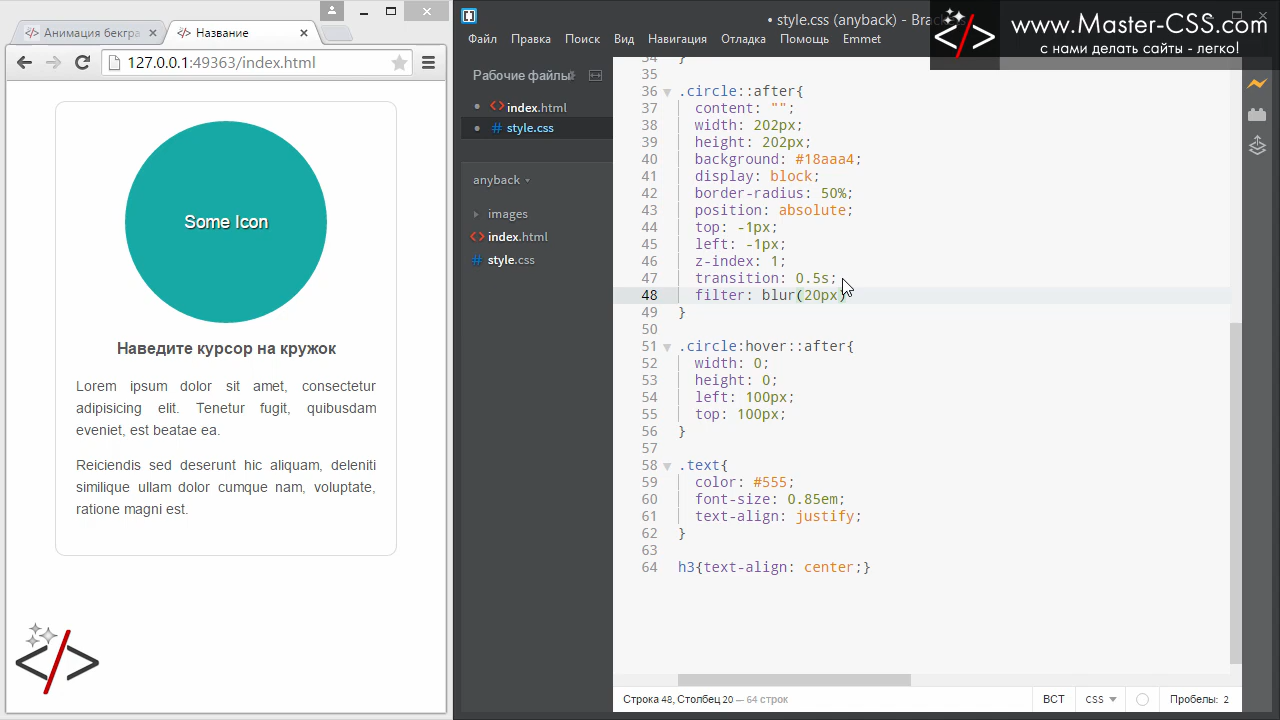 Анимация бекгра
Название
127.0.0.1:49363/index.html
Some Icon
Наведите курсор на кружок
Lorem ipsum dolor sit amet, consectetur
adipisicing elit. Tenetur fugit, quibusdam
eveniet, est beatae ea.
Reiciendis sed deserunt hic aliquam, deleniti
similique ullam dolor cumque nam, voluptate,
ratione magni est.
</>
• style.css (anyback) - Brac
Файл Правка Поиск Вид Навигация Отладка Помощь Emmet
</> www.Master-CSS.com
с нами делать сайты - легко!
Рабочие файлы
<> index.html
# style.css
anyback
images
<> index.html
# style.css
34 }
35
36 .circle::after{
37 content: "";
38 width: 202px;
39 height: 202px;
40 background: #18aaa4;
41 display: block;
42 border-radius: 50%;
43 position: absolute;
44 top: -1px;
45 left: -1px;
46 z-index: 1;
47 transition: 0.5s;
48 filter: blur(20px)
49 }
50
51 .circle:hover::after{
52 width: 0;
53 height: 0;
54 left: 100px;
55 top: 100px;
56 }
57
58 .text{
59 color: #555;
60 font-size: 0.85em;
61 text-align: justify;
62 }
63
64 h3{text-align: center;}
Строка 48, Столбец 20 — 64 строк
ВСТ CSS Пробелы: 2